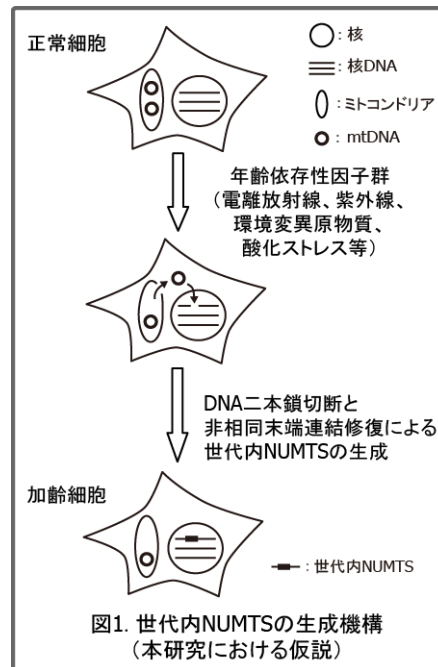 正常細胞
: 核
: 核DNA
: ミトコンドリア
: mtDNA
年齢依存性因子群
(電離放射線、紫外線、
環境変異原物質、
酸化ストレス等)
DNA二本鎖切断と
非相同末端連結修復による
世代内NUMTSの生成
加齢細胞
: 世代内NUMTS
図1. 世代内NUMTSの生成機構
(本研究における仮説)